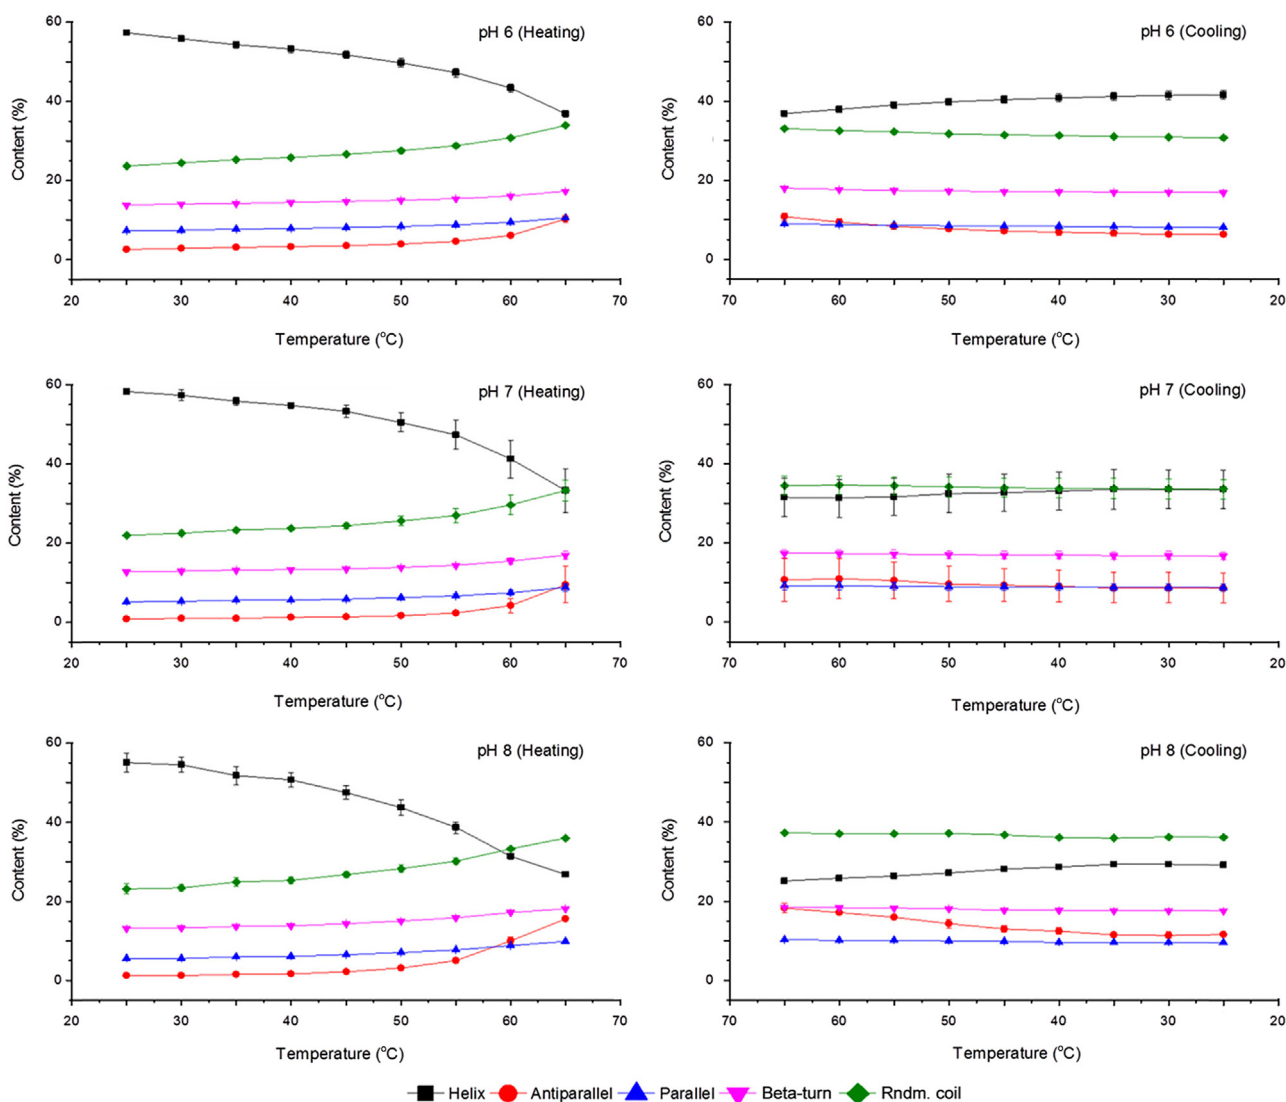 pH 6 (Heating)
Content (%)
60
40
20
0
20 30 40 50 60 70
Temperature (°C)
pH 6 (Cooling)
Content (%)
60
40
20
0
70 60 50 40 30 20
Temperature (°C)
pH 7 (Heating)
Content (%)
60
40
20
0
20 30 40 50 60 70
Temperature (°C)
pH 7 (Cooling)
Content (%)
60
40
20
0
70 60 50 40 30 20
Temperature (°C)
pH 8 (Heating)
Content (%)
60
40
20
0
20 30 40 50 60 70
Temperature (°C)
pH 8 (Cooling)
Content (%)
60
40
20
0
70 60 50 40 30 20
Temperature (°C)
Helix Antiparallel Parallel Beta-turn Rndm. coil